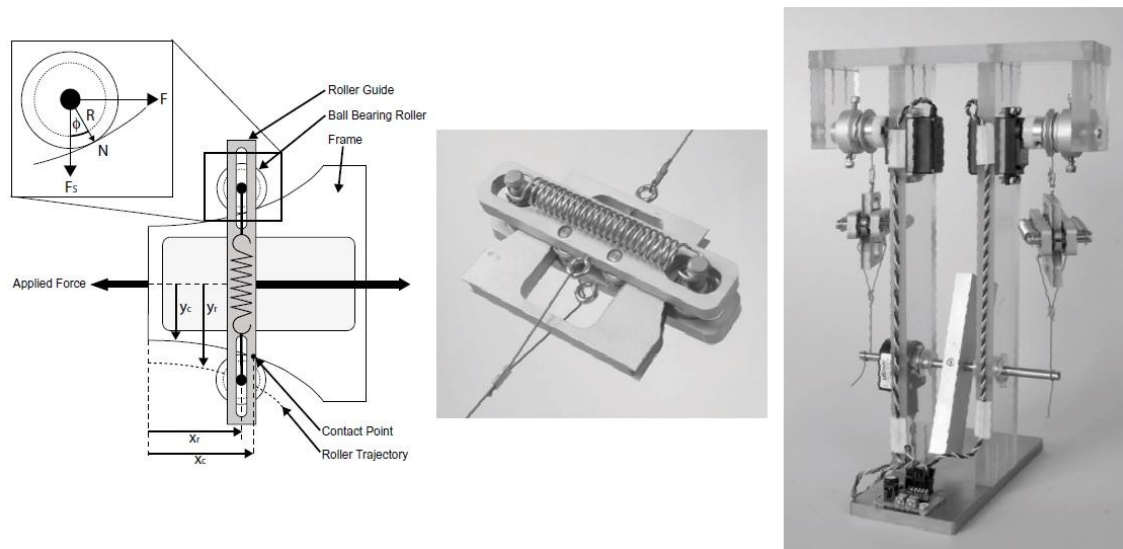 F
R
ϕ
N
Fs
Roller Guide
Ball Bearing Roller
Frame
Applied Force
yc
yr
Contact Point
Roller Trajectory
xr
xc